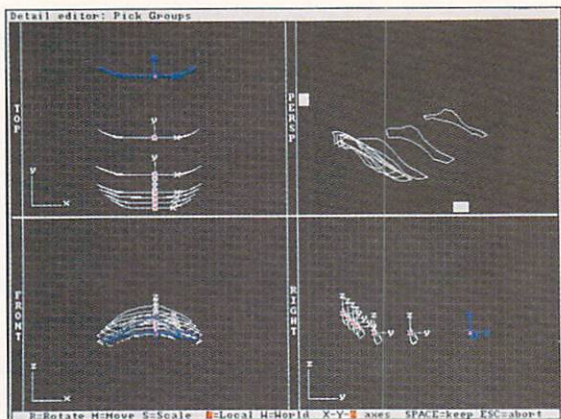 Detail editor: Pick Groups
TOP
PERSP
y
y
y
x
FRONT
RIGHT
z
x
z
y
R=Rotate M=Move S=Scale L=Local W=World X-Y-Z axes SPACE=keep ESC=abort